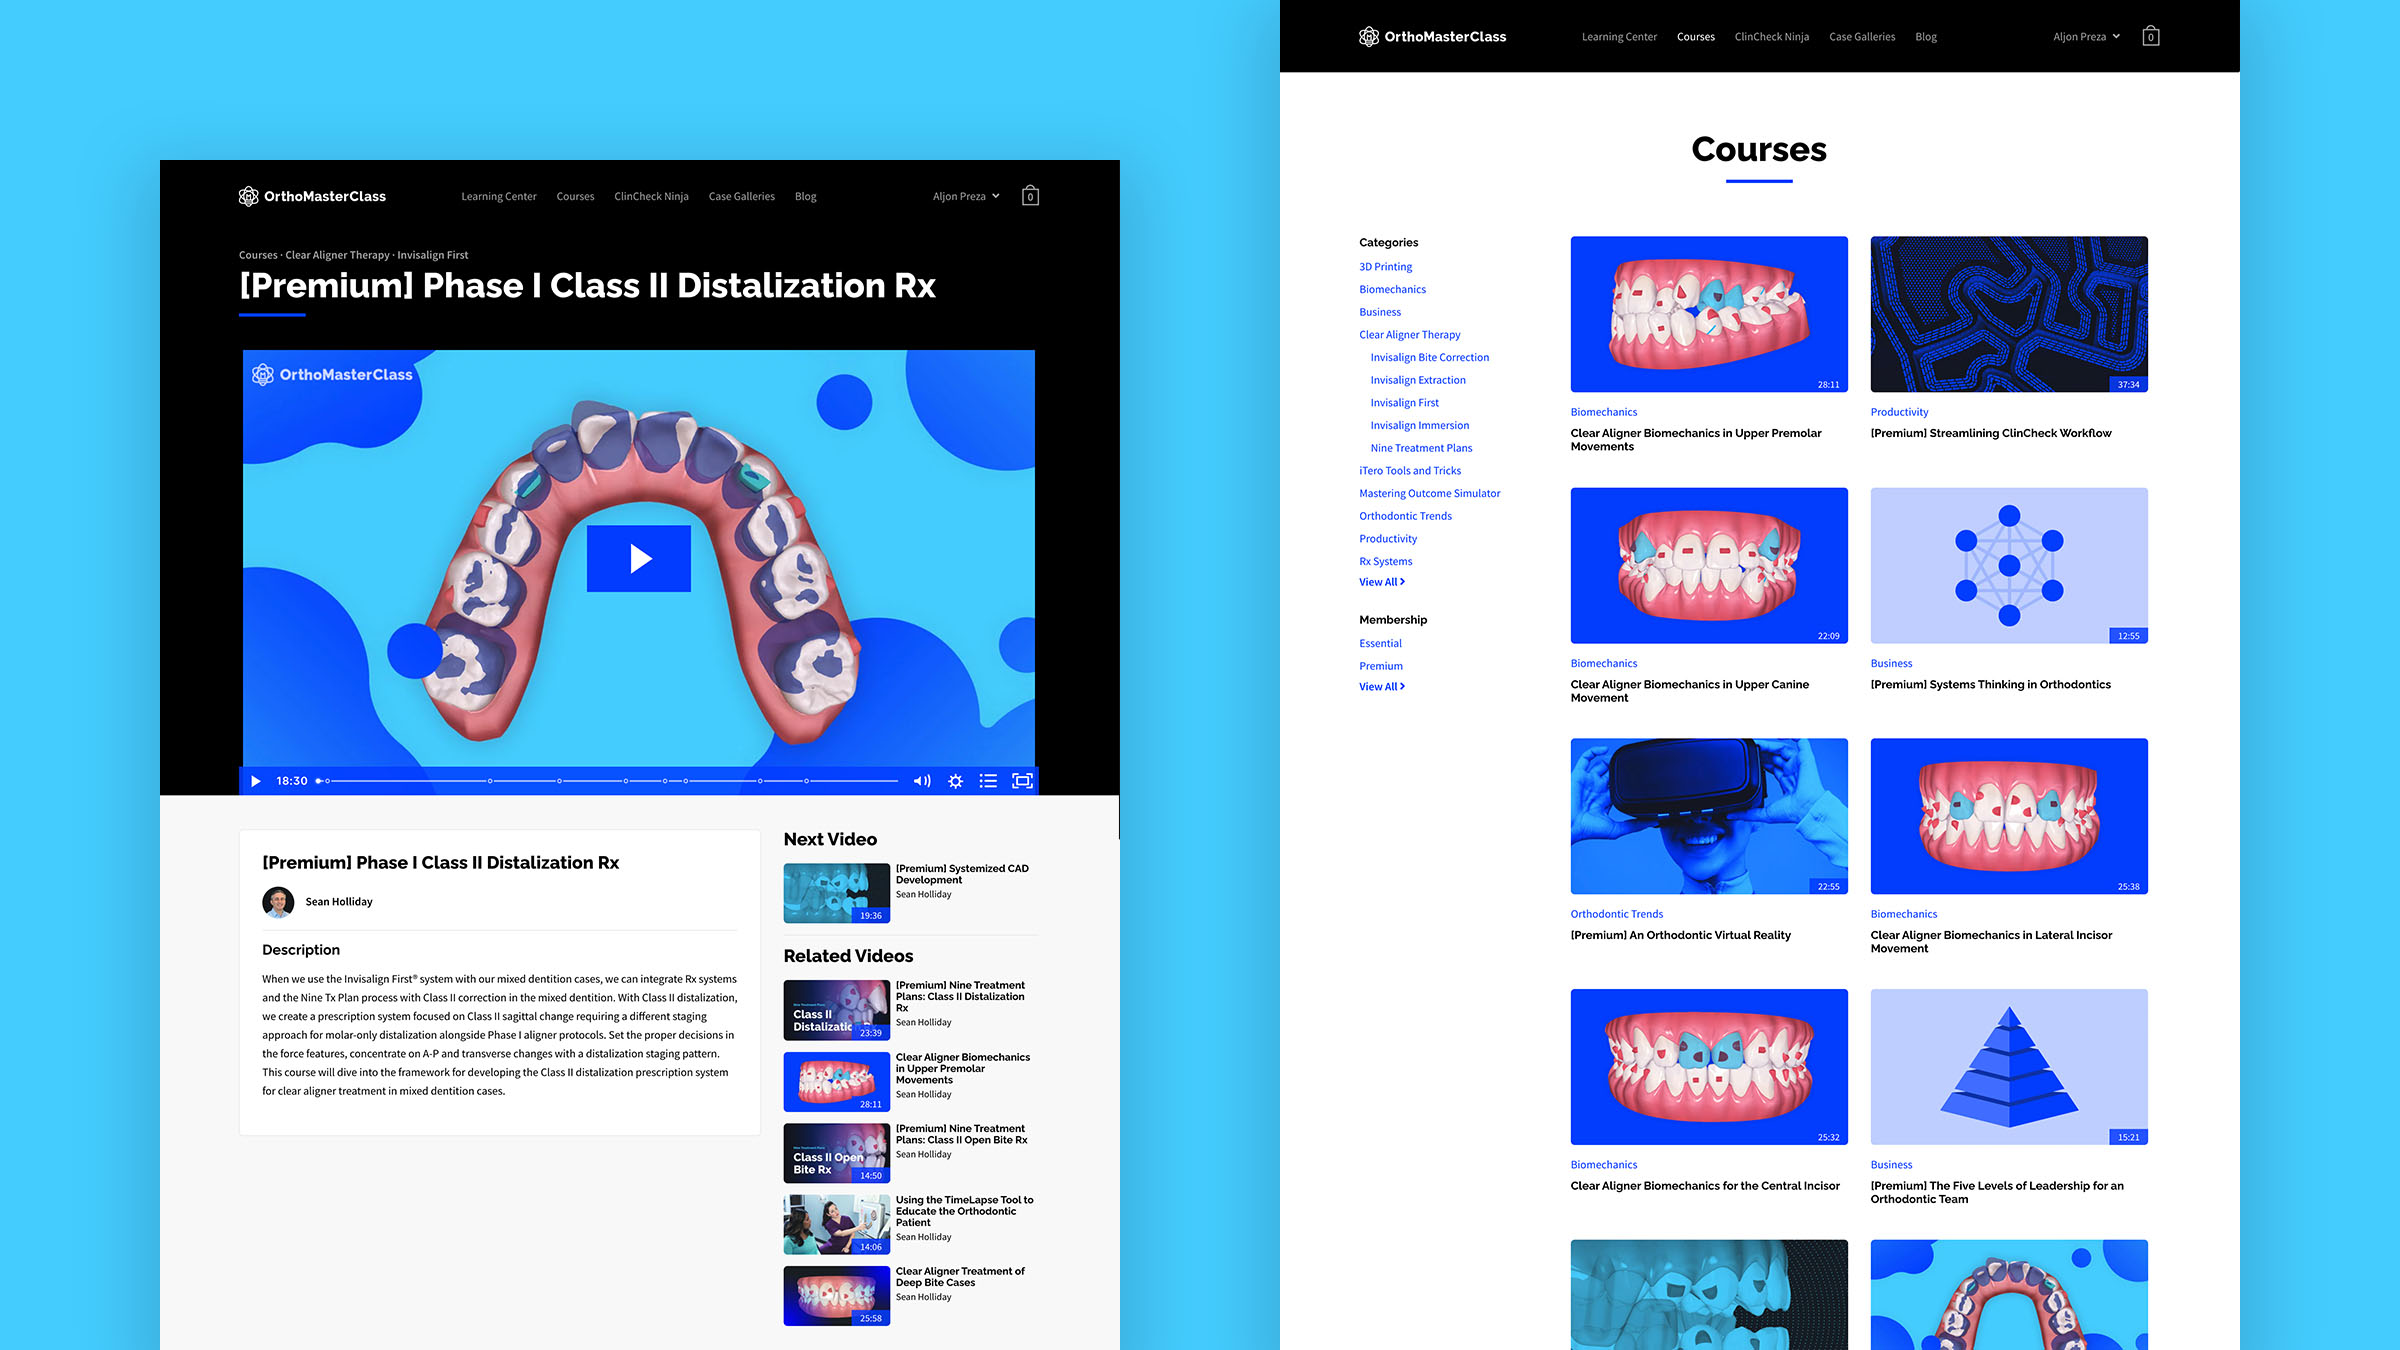 OrthoMasterClass
Learning Center
Courses
ClinCheck Ninja
Case Galleries
Blog
Aljon Preza
0
Courses · Clear Aligner Therapy · Invisalign First
[Premium] Phase I Class II Distalization Rx
OrthoMasterClass
18:30
[Premium] Phase I Class II Distalization Rx
Sean Holliday
Description
When we use the Invisalign First® system with our mixed dentition cases, we can integrate Rx systems
and the Nine Tx Plan process with Class II correction in the mixed dentition. With Class II distalization,
we create a prescription system focused on Class II sagittal change requiring a different staging
approach for molar-only distalization alongside Phase I aligner protocols. Set the proper decisions in
the force features, concentrate on A-P and transverse changes with a distalization staging pattern.
This course will dive into the framework for developing the Class II distalization prescription system
for clear aligner treatment in mixed dentition cases.
Next Video
19:36
[Premium] Systemized CAD
Development
Sean Holliday
Related Videos
Nine Treatment Plans
Class II
Distalization
23:39
[Premium] Nine Treatment
Plans: Class II Distalization
Rx
Sean Holliday
28:11
Clear Aligner Biomechanics
in Upper Premolar
Movements
Sean Holliday
Nine Treatment Plans
Class II Open
Bite Rx
14:50
[Premium] Nine Treatment
Plans: Class II Open Bite Rx
Sean Holliday
14:06
Using the TimeLapse Tool to
Educate the Orthodontic
Patient
Sean Holliday
25:58
Clear Aligner Treatment of
Deep Bite Cases
Sean Holliday
OrthoMasterClass
Learning Center
Courses
ClinCheck Ninja
Case Galleries
Blog
Aljon Preza
0
Courses
Categories
3D Printing
Biomechanics
Business
Clear Aligner Therapy
Invisalign Bite Correction
Invisalign Extraction
Invisalign First
Invisalign Immersion
Nine Treatment Plans
iTero Tools and Tricks
Mastering Outcome Simulator
Orthodontic Trends
Productivity
Rx Systems
View All
Membership
Essential
Premium
View All
28:11
Biomechanics
Clear Aligner Biomechanics in Upper Premolar
Movements
37:34
Productivity
[Premium] Streamlining ClinCheck Workflow
22:09
Biomechanics
Clear Aligner Biomechanics in Upper Canine
Movement
12:55
Business
[Premium] Systems Thinking in Orthodontics
22:55
Orthodontic Trends
[Premium] An Orthodontic Virtual Reality
25:38
Biomechanics
Clear Aligner Biomechanics in Lateral Incisor
Movement
25:32
Biomechanics
Clear Aligner Biomechanics for the Central Incisor
15:21
Business
[Premium] The Five Levels of Leadership for an
Orthodontic Team